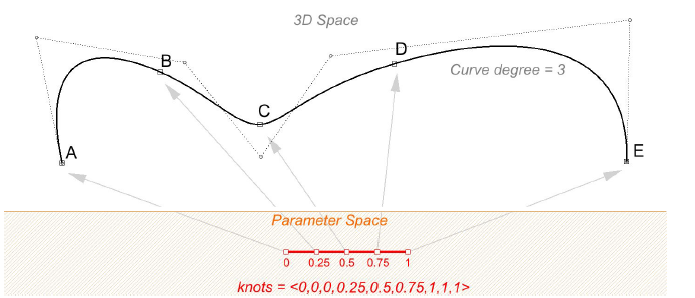 3D Space
B
D
Curve degree = 3
C
A
E
Parameter Space
0 0.25 0.5 0.75 1
knots = <0,0,0,0.25,0.5,0.75,1,1,1>